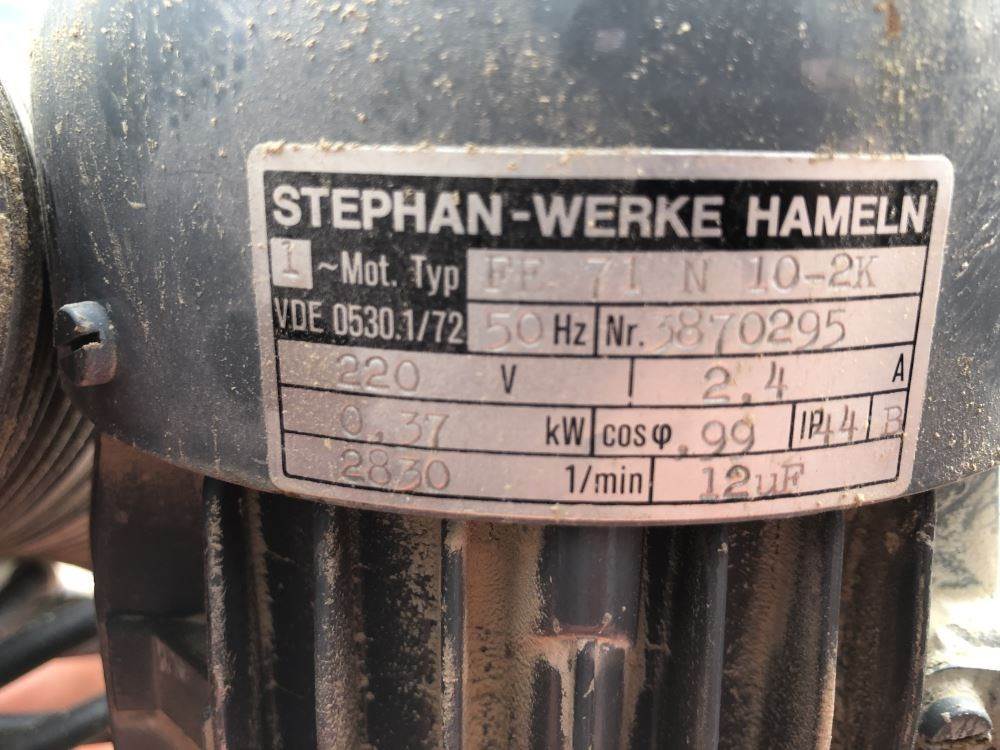 STEPHAN-WERKE HAMELN
1 ~Mot. Typ FF 71 N 10-2K
VDE 0530.1/72 50 Hz Nr. 3870295
220 V 2,4 A
0,37 kW cosφ ,99 IP44 B
2830 1/min 12uF